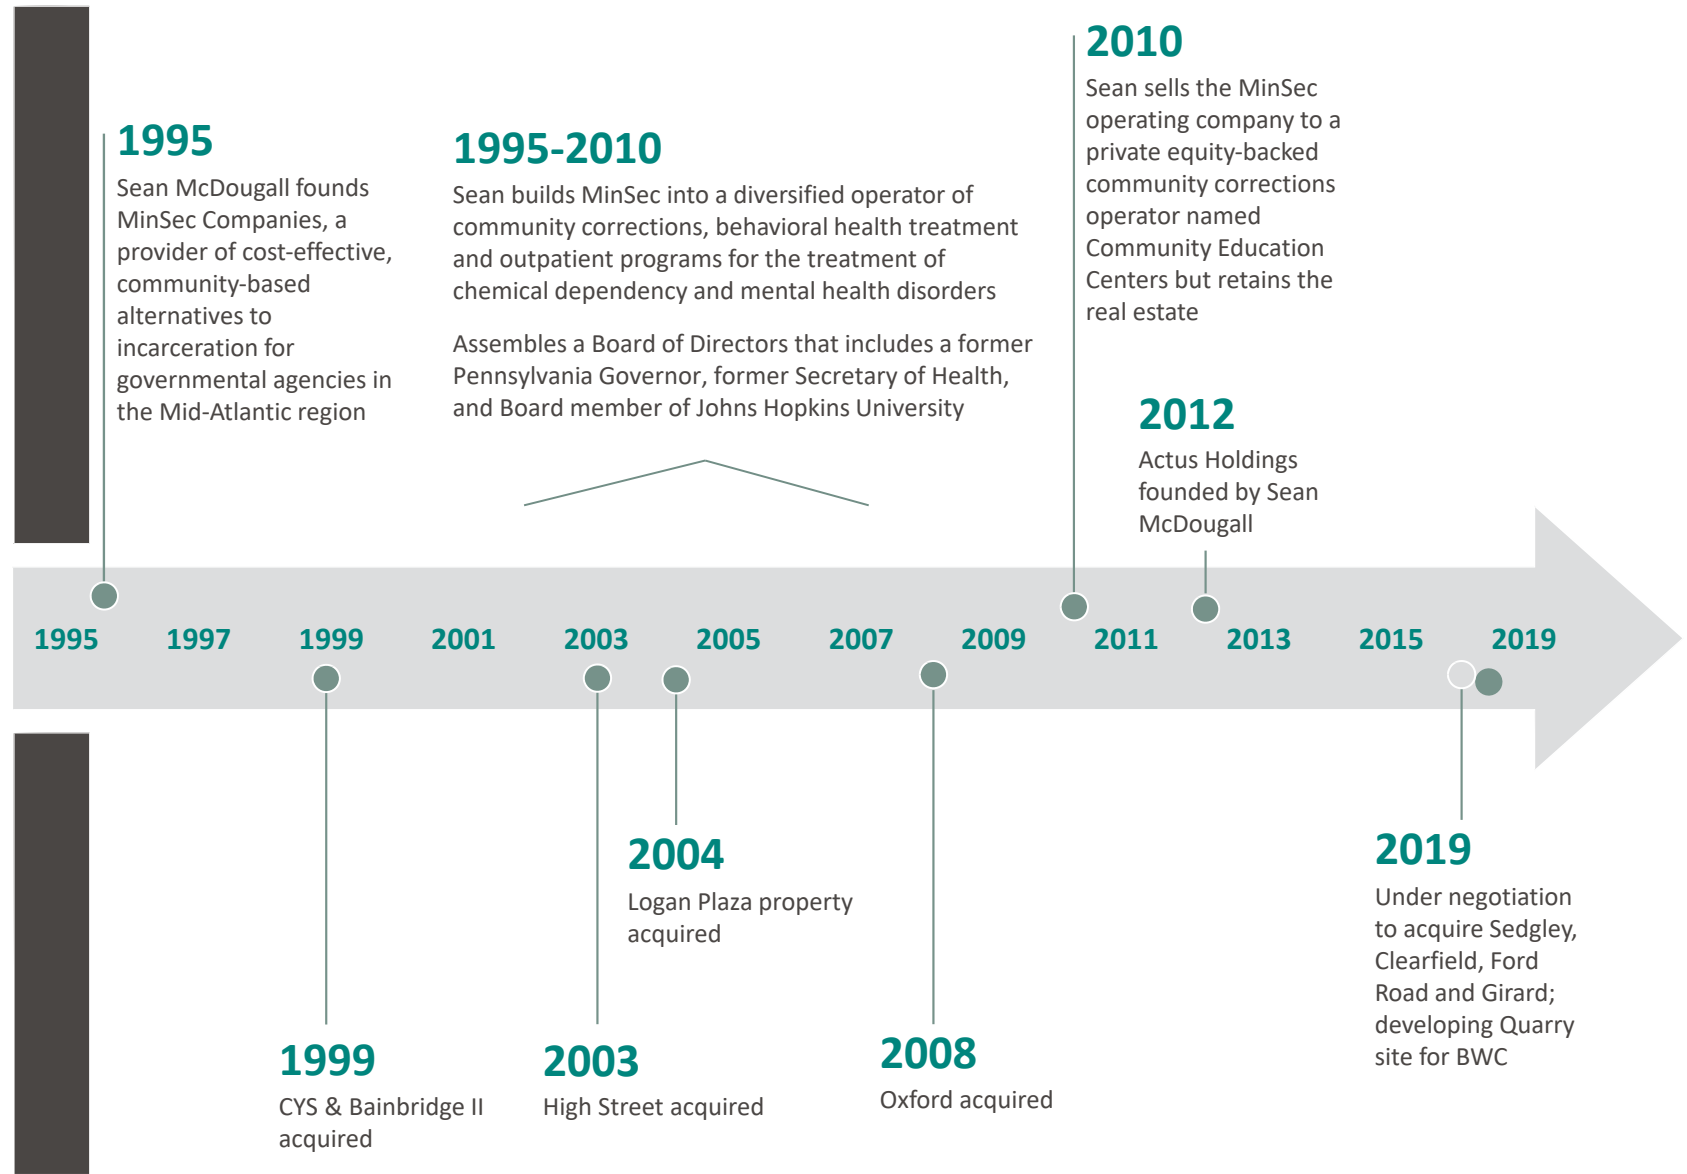 2010
Sean sells the MinSec
operating company to a
private equity-backed
community corrections
operator named
Community Education
Centers but retains the
real estate
1995
Sean McDougall founds
MinSec Companies, a
provider of cost-effective,
community-based
alternatives to
incarceration for
governmental agencies in
the Mid-Atlantic region
1995-2010
Sean builds MinSec into a diversified operator of
community corrections, behavioral health treatment
and outpatient programs for the treatment of
chemical dependency and mental health disorders
Assembles a Board of Directors that includes a former
Pennsylvania Governor, former Secretary of Health,
and Board member of Johns Hopkins University
2012
Actus Holdings
founded by Sean
McDougall
1995 1997 1999 2001 2003 2005 2007 2009 2011 2013 2015 2019
2004
Logan Plaza property
acquired
2019
Under negotiation
to acquire Sedgley,
Clearfield, Ford
Road and Girard;
developing Quarry
site for BWC
1999
CYS & Bainbridge II
acquired
2003
High Street acquired
2008
Oxford acquired